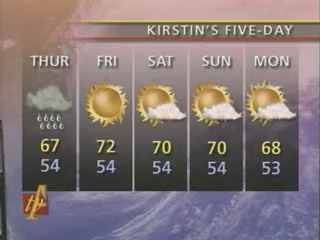 KIRSTIN'S FIVE-DAY
THUR FRI SAT SUN MON
67 72 70 70 68
54 54 54 54 53